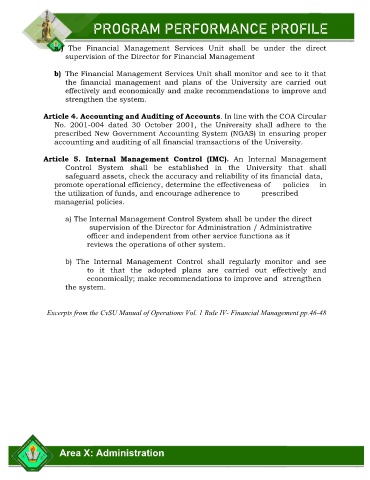 PROGRAM PERFORMANCE PROFILE
The Financial Management Services Unit shall be under the direct
supervision of the Director for Financial Management
b) The Financial Management Services Unit shall monitor and see to it that
the financial management and plans of the University are carried out
effectively and economically and make recommendations to improve and
strengthen the system.
Article 4. Accounting and Auditing of Accounts. In line with the COA Circular
No. 2001-004 dated 30 October 2001, the University shall adhere to the
prescribed New Government Accounting System (NGAS) in ensuring proper
accounting and auditing of all financial transactions of the University.
Article 5. Internal Management Control (IMC). An Internal Management
Control System shall be established in the University that shall
safeguard assets, check the accuracy and reliability of its financial data,
promote operational efficiency, determine the effectiveness of policies in
the utilization of funds, and encourage adherence to prescribed
managerial policies.
a) The Internal Management Control System shall be under the direct
supervision of the Director for Administration / Administrative
officer and independent from other service functions as it
reviews the operations of other system.
b) The Internal Management Control shall regularly monitor and see
to it that the adopted plans are carried out effectively and
economically; make recommendations to improve and strengthen
the system.
Excerpts from the CvSU Manual of Operations Vol. 1 Rule IV- Financial Management pp.46-48
Area X: Administration